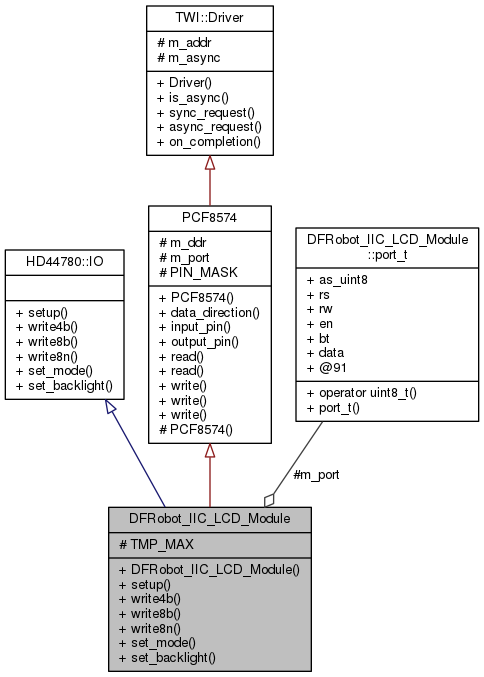 TWI::Driver
# m_addr
# m_async
+ Driver()
+ is_async()
+ sync_request()
+ async_request()
+ on_completion()
PCF8574
# m_ddr
# m_port
# PIN_MASK
+ PCF8574()
+ data_direction()
+ input_pin()
+ output_pin()
+ read()
+ read()
+ write()
+ write()
+ write()
# PCF8574()
DFRobot_IIC_LCD_Module
::port_t
+ as_uint8
+ rs
+ rw
+ en
+ bt
+ data
+ @91
+ operator uint8_t()
+ port_t()
HD44780::IO
+ setup()
+ write4b()
+ write8b()
+ write8n()
+ set_mode()
+ set_backlight()
#m_port
DFRobot_IIC_LCD_Module
# TMP_MAX
+ DFRobot_IIC_LCD_Module()
+ setup()
+ write4b()
+ write8b()
+ write8n()
+ set_mode()
+ set_backlight()